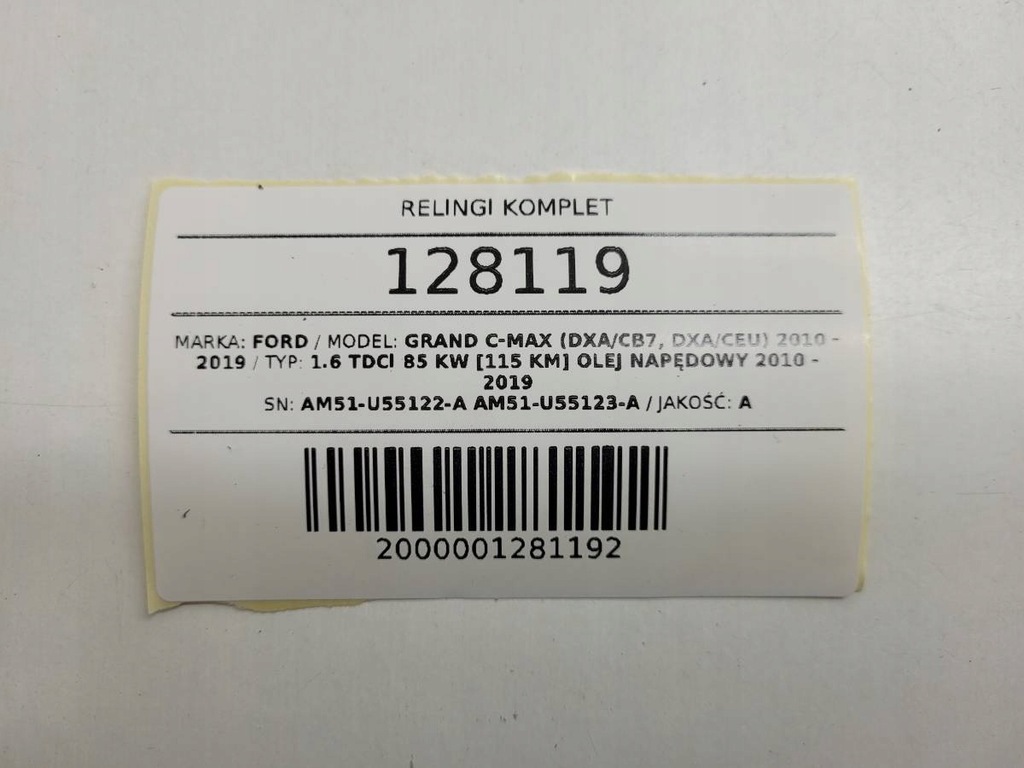 RELINGI KOMPLET
128119
MARKA: FORD / MODEL: GRAND C-MAX (DXA/CB7, DXA/CEU) 2010 -
2019 / TYP: 1.6 TDCI 85 KW [115 KM] OLEJ NAPĘDOWY 2010 -
2019
SN: AM51-U55122-A AM51-U55123-A / JAKOŚĆ: A
2000001281192